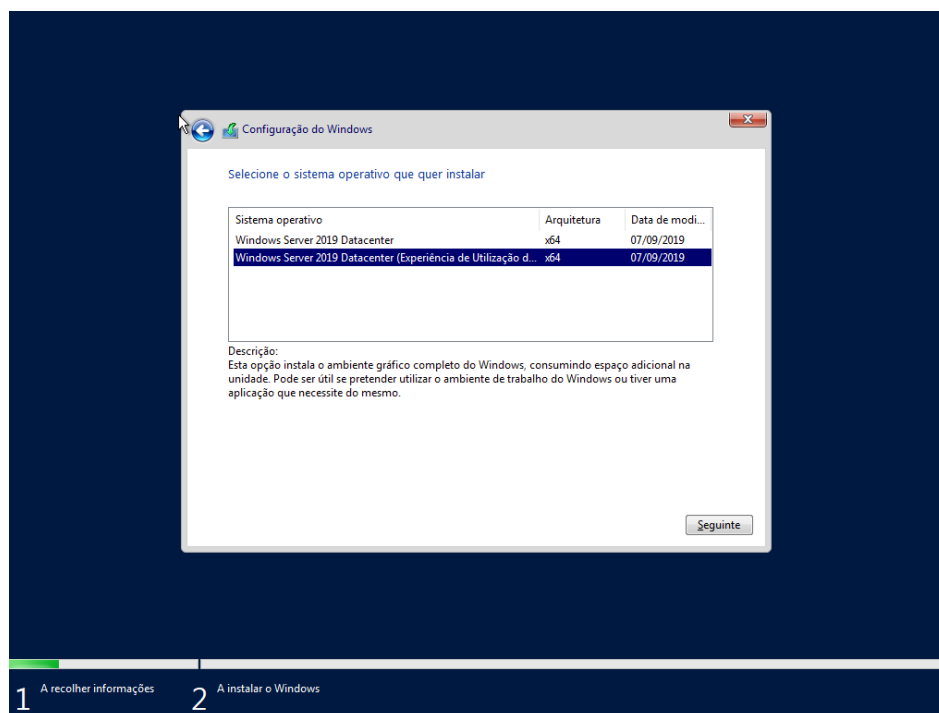 Configuração do Windows
Selecione o sistema operativo que quer instalar
Sistema operativo Arquitetura Data de modi...
Windows Server 2019 Datacenter x64 07/09/2019
Windows Server 2019 Datacenter (Experiência de Utilização d... x64 07/09/2019
Descrição:
Esta opção instala o ambiente gráfico completo do Windows, consumindo espaço adicional na
unidade. Pode ser útil se pretender utilizar o ambiente de trabalho do Windows ou tiver uma
aplicação que necessite do mesmo.
Seguinte
1 A recolher informações 2 A instalar o Windows